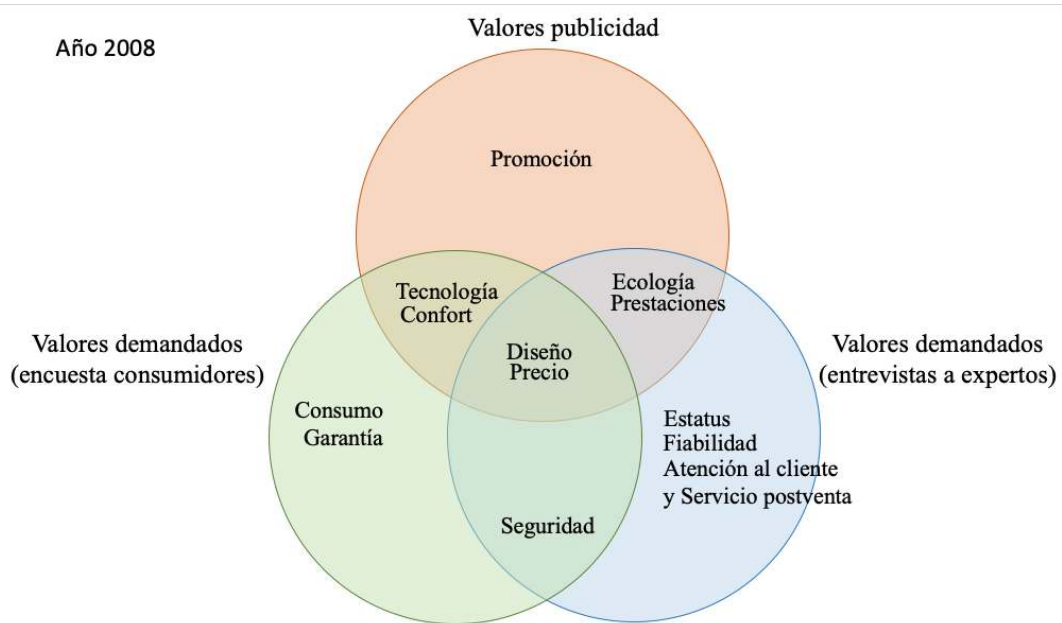 Valores publicidad
Año 2008
Promoción
Tecnología
Confort
Ecología
Prestaciones
Valores demandados
(encuesta consumidores)
Diseño
Precio
Valores demandados
(entrevistas a expertos)
Consumo
Garantía
Estatus
Fiabilidad
Atención al cliente
y Servicio postventa
Seguridad